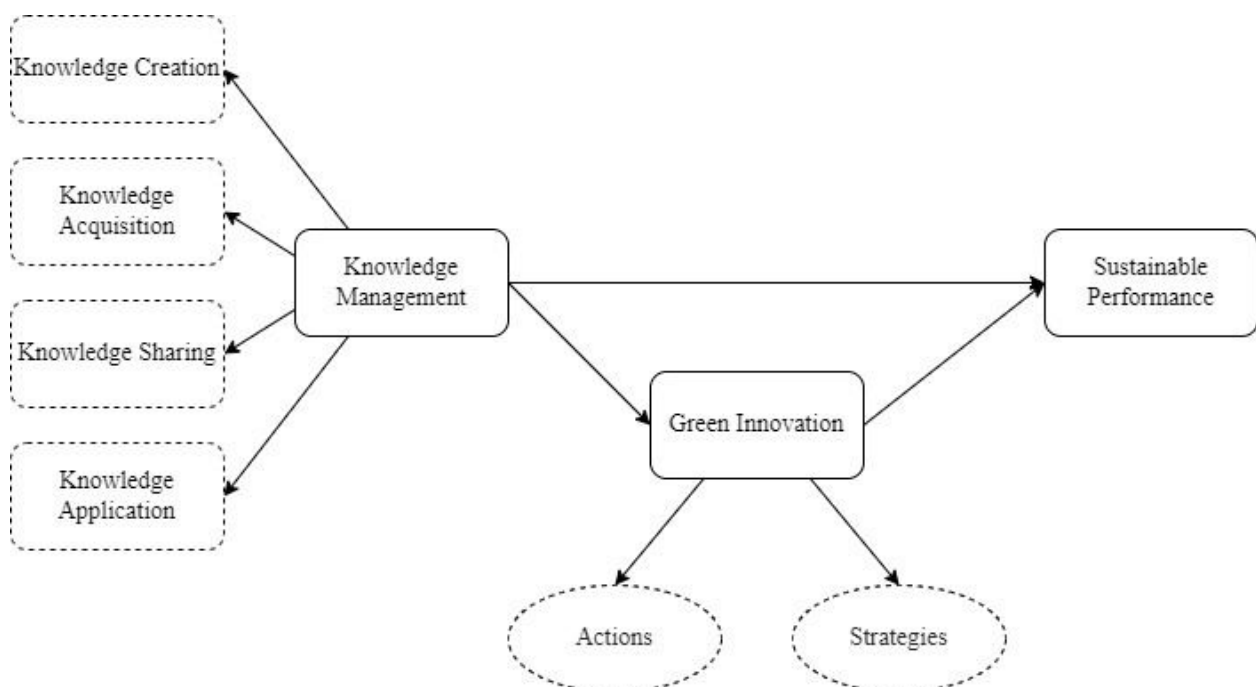 Knowledge Creation
Knowledge
Acquisition
Knowledge Sharing
Knowledge
Application
Knowledge
Management
Green Innovation
Sustainable
Performance
Actions
Strategies